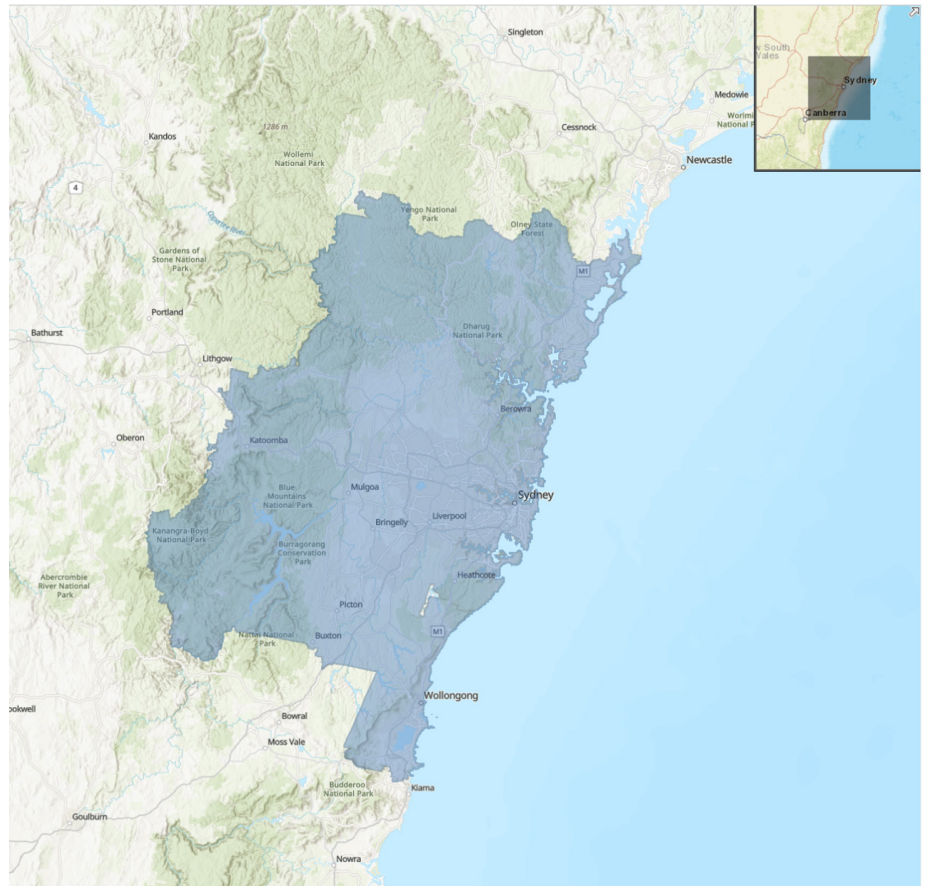 Singleton
w South
Wales
Sydney
Canberra
Medowie
Worimi
National P
1286 m
Kandos
Cessnock
Wollemi
National Park
Newcastle
4
Yengo National
Park
Olney State
Forest
Gardens of
Stone National
Park
M1
Portland
Bathurst
Dharug
National Park
Lithgow
Berowra
Oberon
Katoomba
Mulgoa
Blue
Mountains
National Park
Sydney
Bringelly
Liverpool
Kanangra-Boyd
National Park
Burragorang
Conservation
Park
Heathcote
Abercrombie
River National
Park
Picton
M1
Nattai National
Park
Buxton
Wollongong
ookwell
Bowral
Moss Vale
Budderoo
National Park
Kiama
Goulburn
Nowra